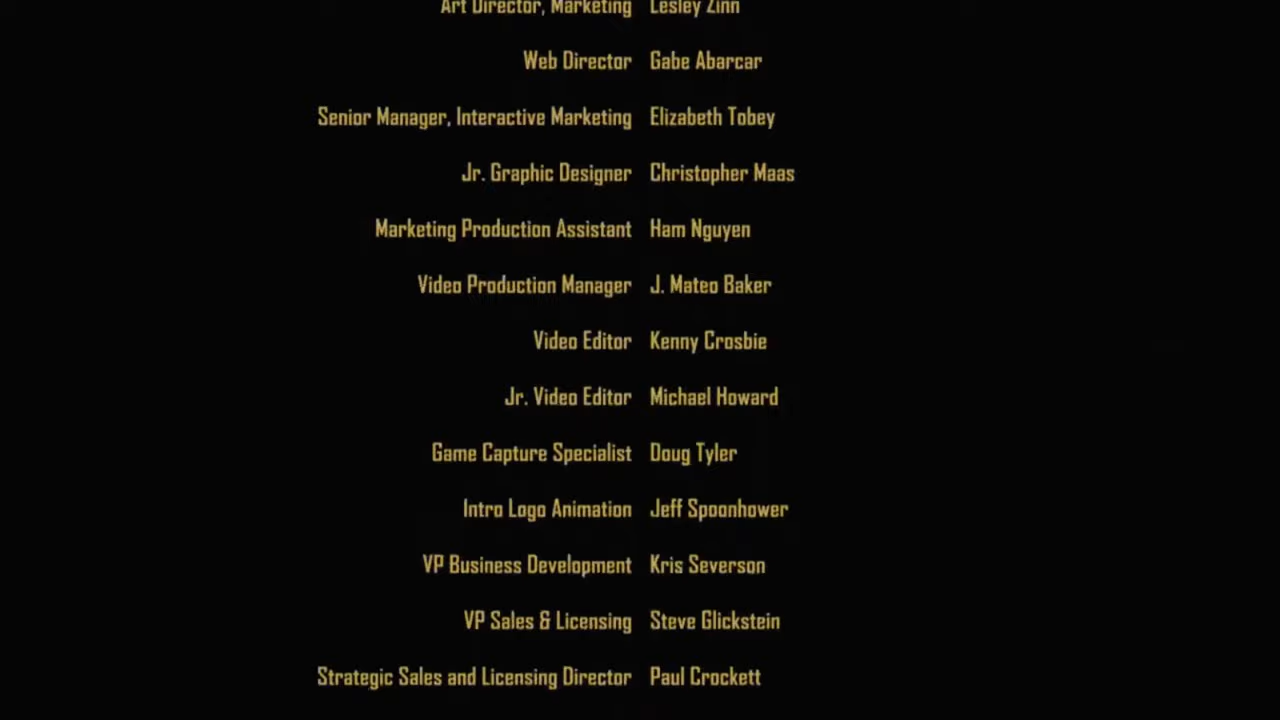 Art Director, Marketing Lesley Zinn
Web Director Gabe Abarcar
Senior Manager, Interactive Marketing Elizabeth Tobey
Jr. Graphic Designer Christopher Maas
Marketing Production Assistant Ham Nguyen
Video Production Manager J. Mateo Baker
Video Editor Kenny Crosbie
Jr. Video Editor Michael Howard
Game Capture Specialist Doug Tyler
Intro Logo Animation Jeff Spoonhower
VP Business Development Kris Severson
VP Sales & Licensing Steve Glickstein
Strategic Sales and Licensing Director Paul Crockett